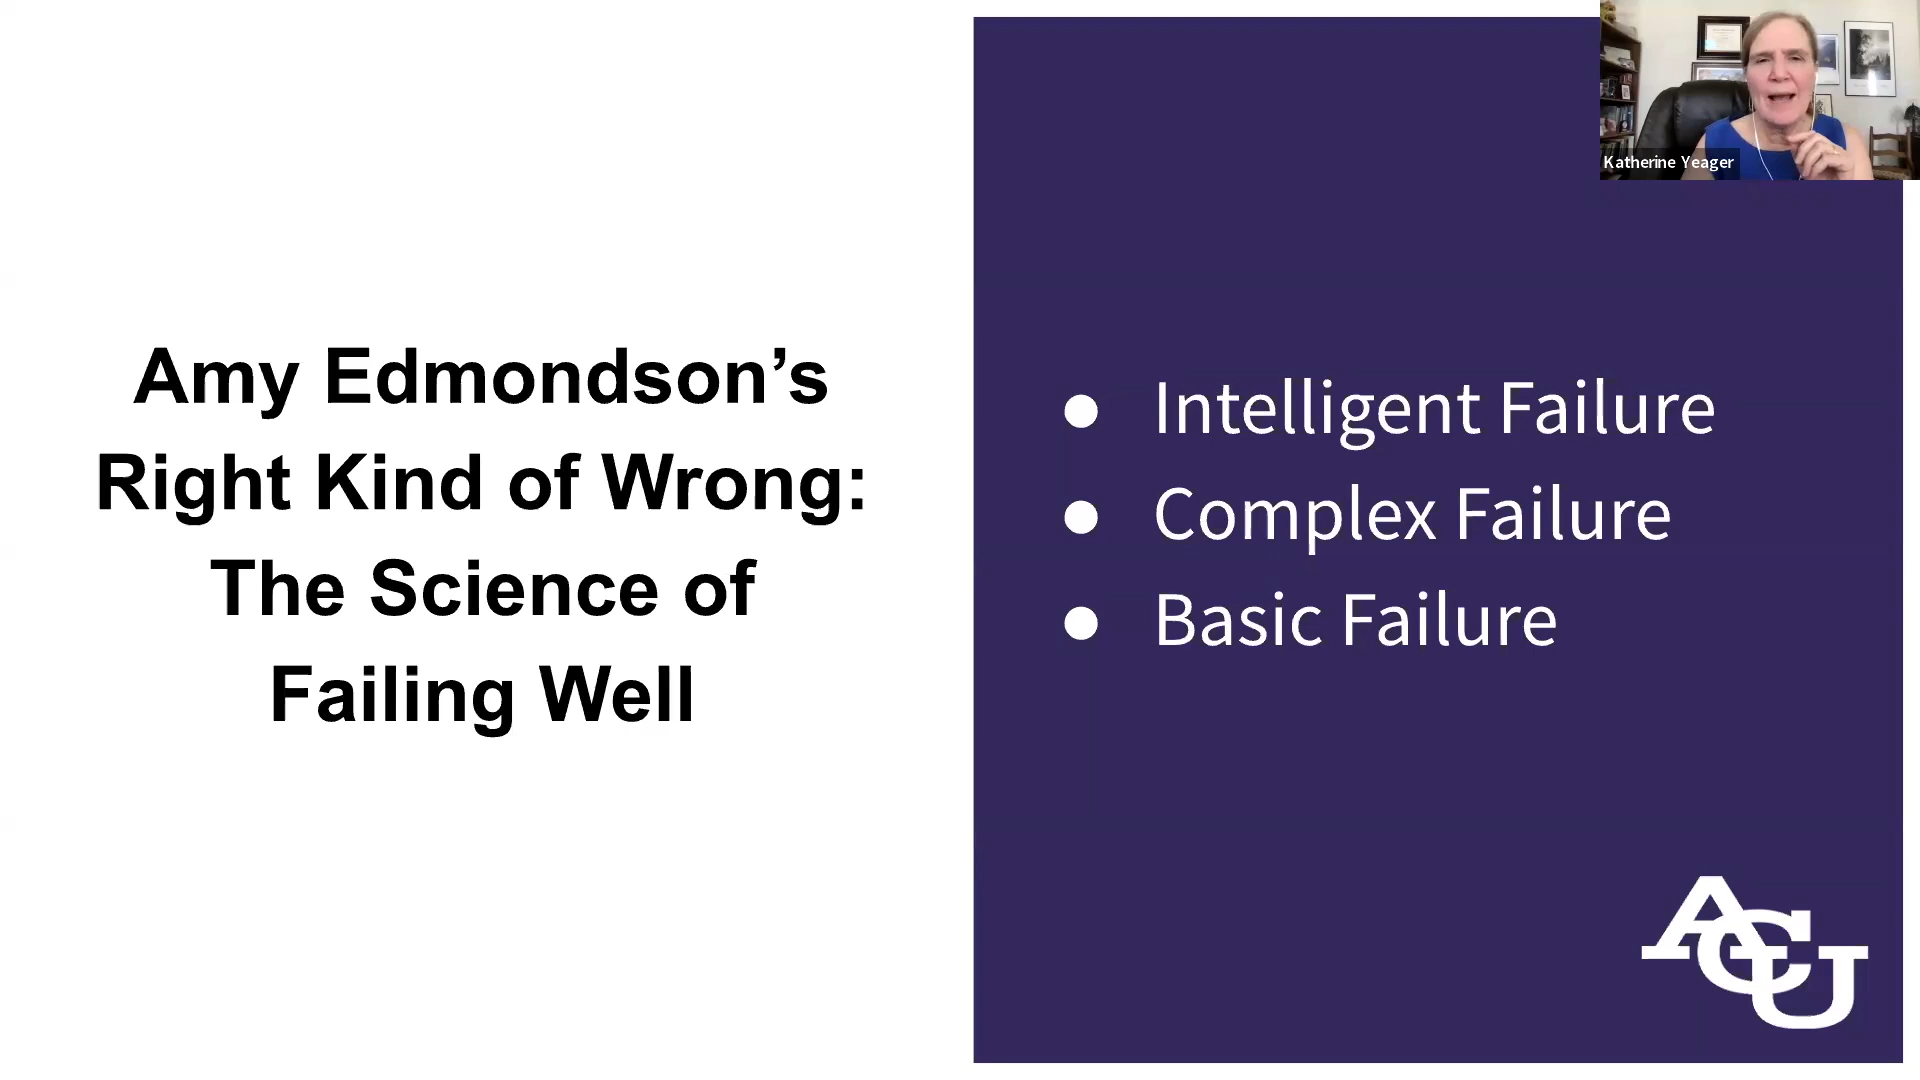 Amy Edmondson’s
Right Kind of Wrong:
The Science of
Failing Well
● Intelligent Failure
● Complex Failure
● Basic Failure
Katherine Yeager
ACU